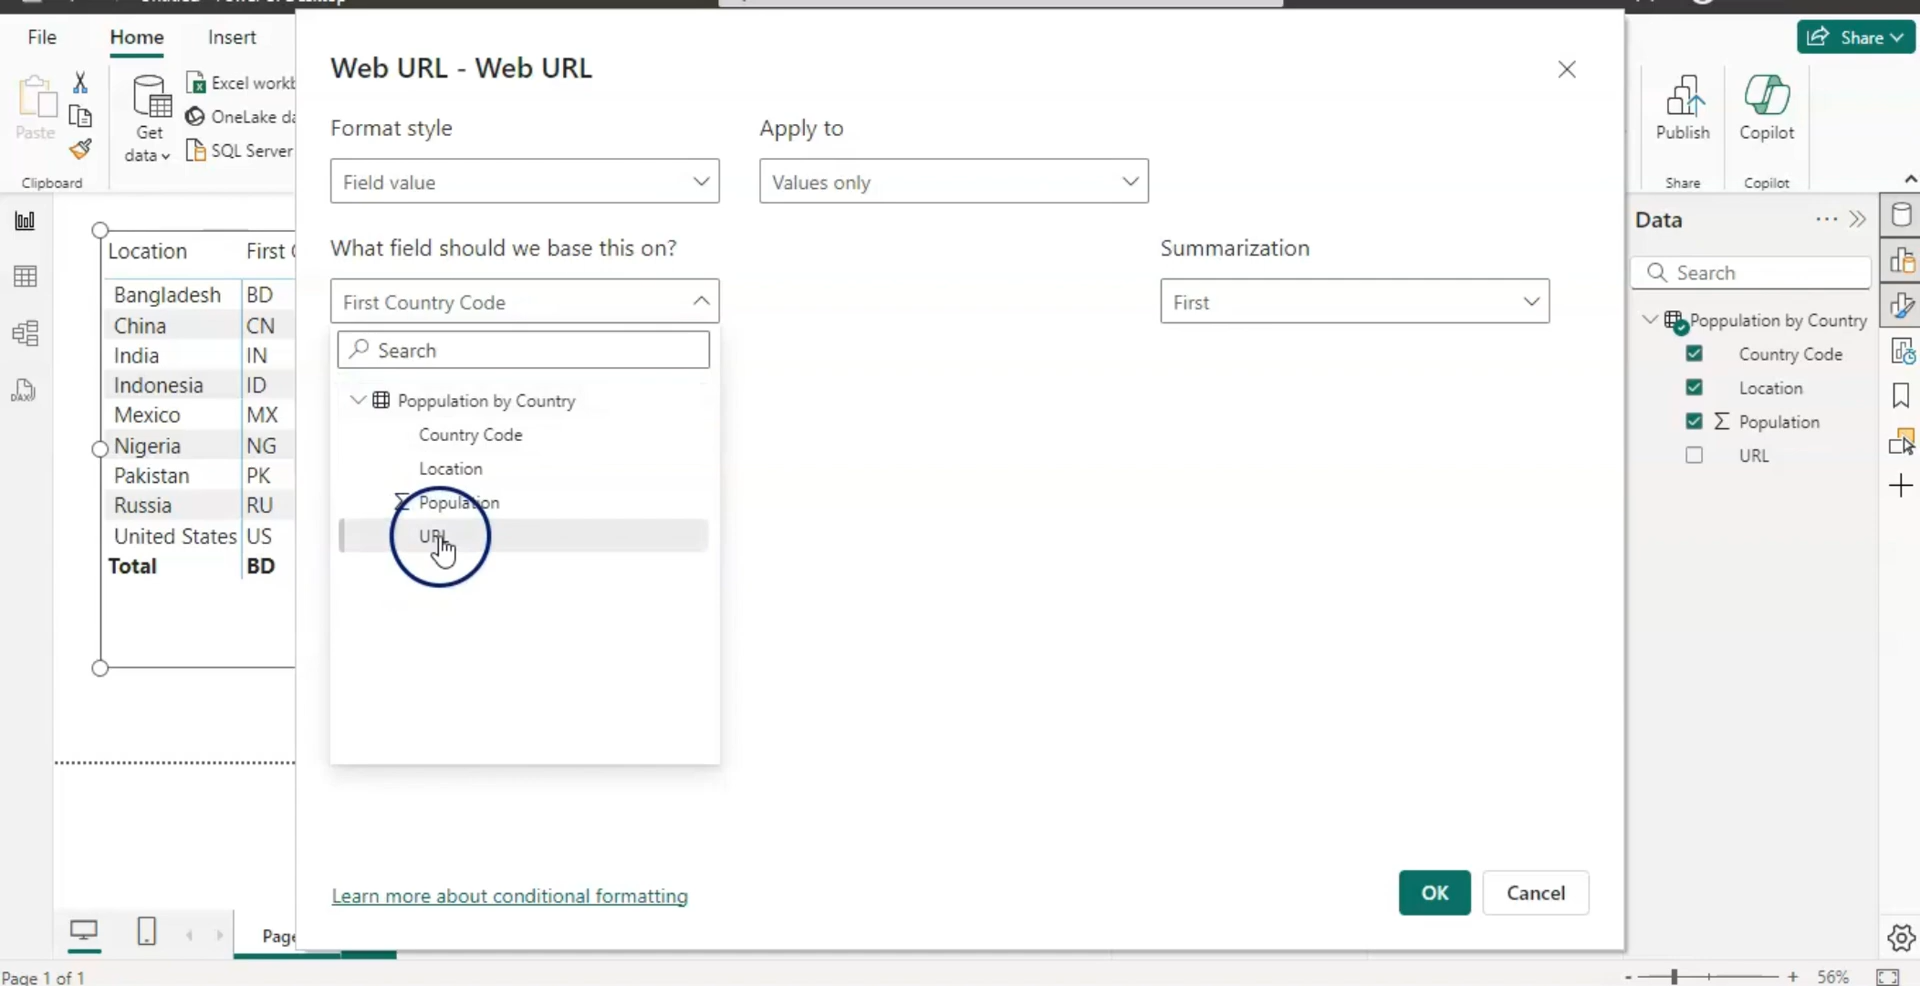 File
Home
Insert
Share
Paste
Get
data
Excel workb
OneLake da
SQL Server
Clipboard
Publish
Copilot
Share
Copilot
Web URL - Web URL
Format style
Apply to
Field value
Values only
What field should we base this on?
Summarization
First Country Code
First
Search
Poppulation by Country
Country Code
Location
Σ Population
URL
Learn more about conditional formatting
OK
Cancel
Location First C
Bangladesh BD
China CN
India IN
Indonesia ID
Mexico MX
Nigeria NG
Pakistan PK
Russia RU
United States US
Total BD
DAX
Data
Search
Poppulation by Country
Country Code
Location
Σ Population
URL
Page
Page 1 of 1
- + 56%